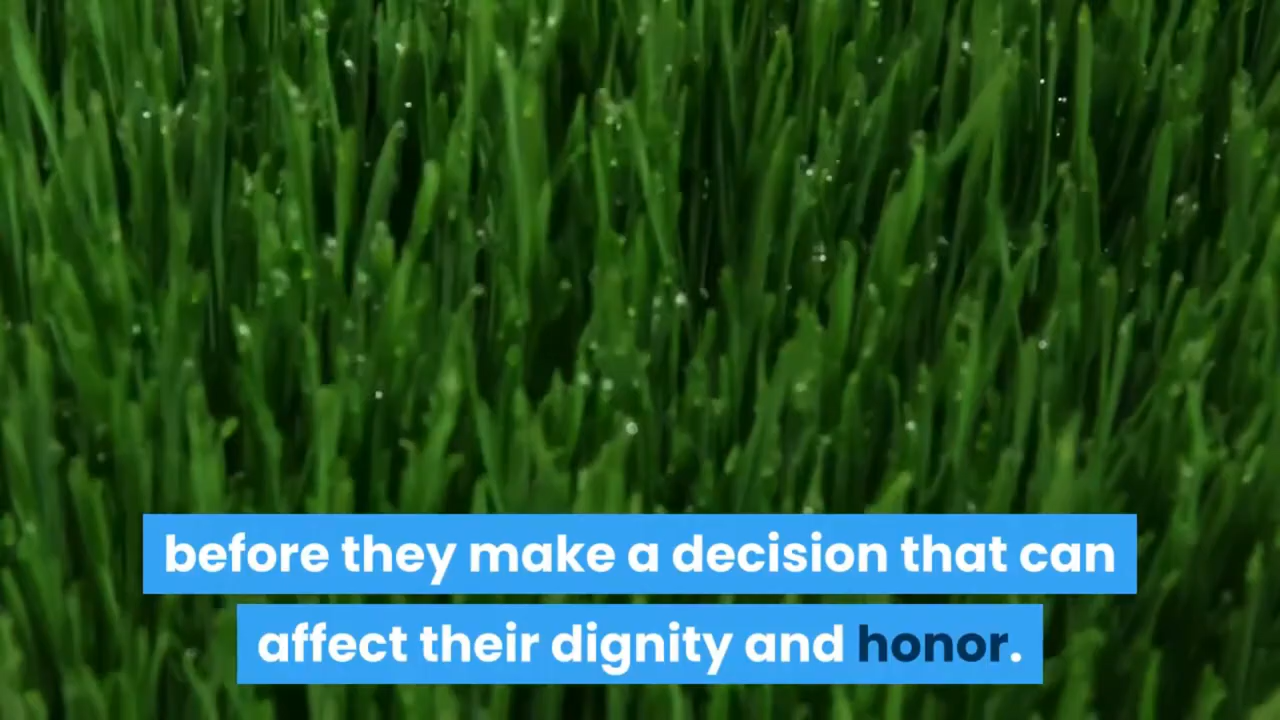 before they make a decision that can
affect their dignity and honor.